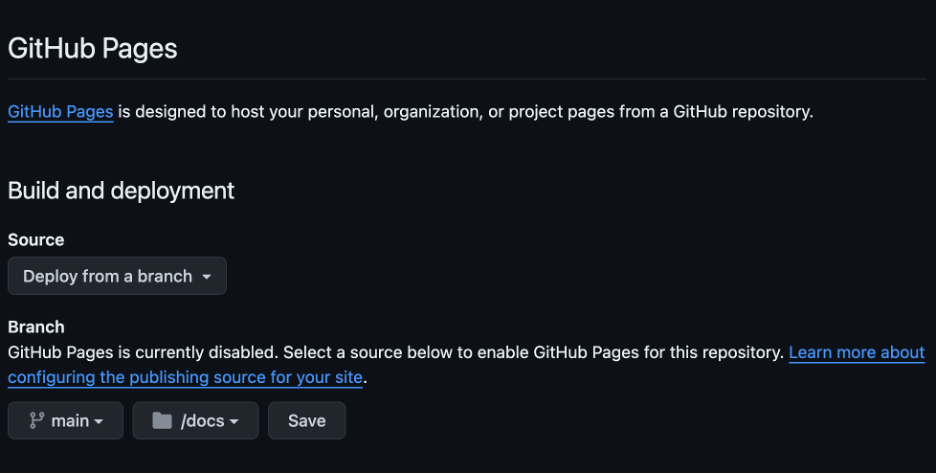 GitHub Pages
GitHub Pages is designed to host your personal, organization, or project pages from a GitHub repository.
Build and deployment
Source
Deploy from a branch
Branch
GitHub Pages is currently disabled. Select a source below to enable GitHub Pages for this repository. Learn more about
configuring the publishing source for your site.
main /docs Save